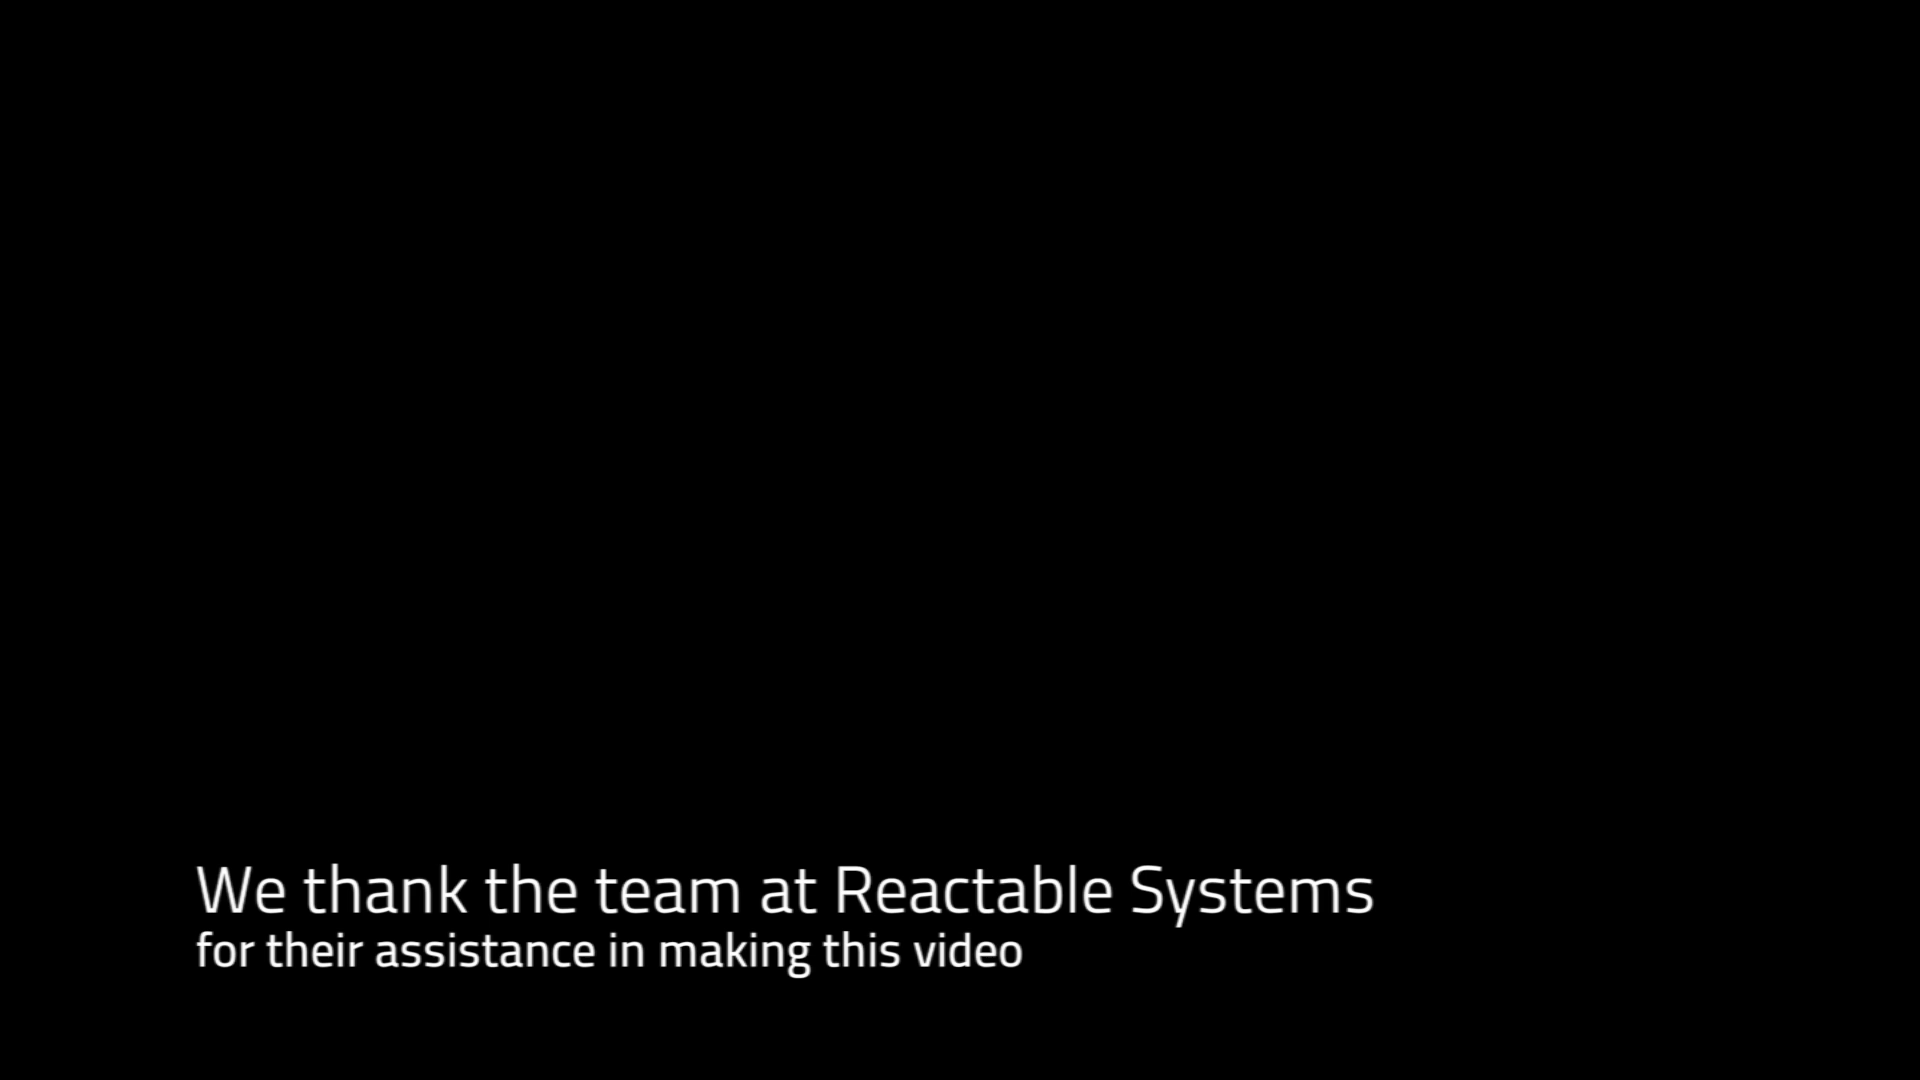 We thank the team at Reactable Systems
for their assistance in making this video